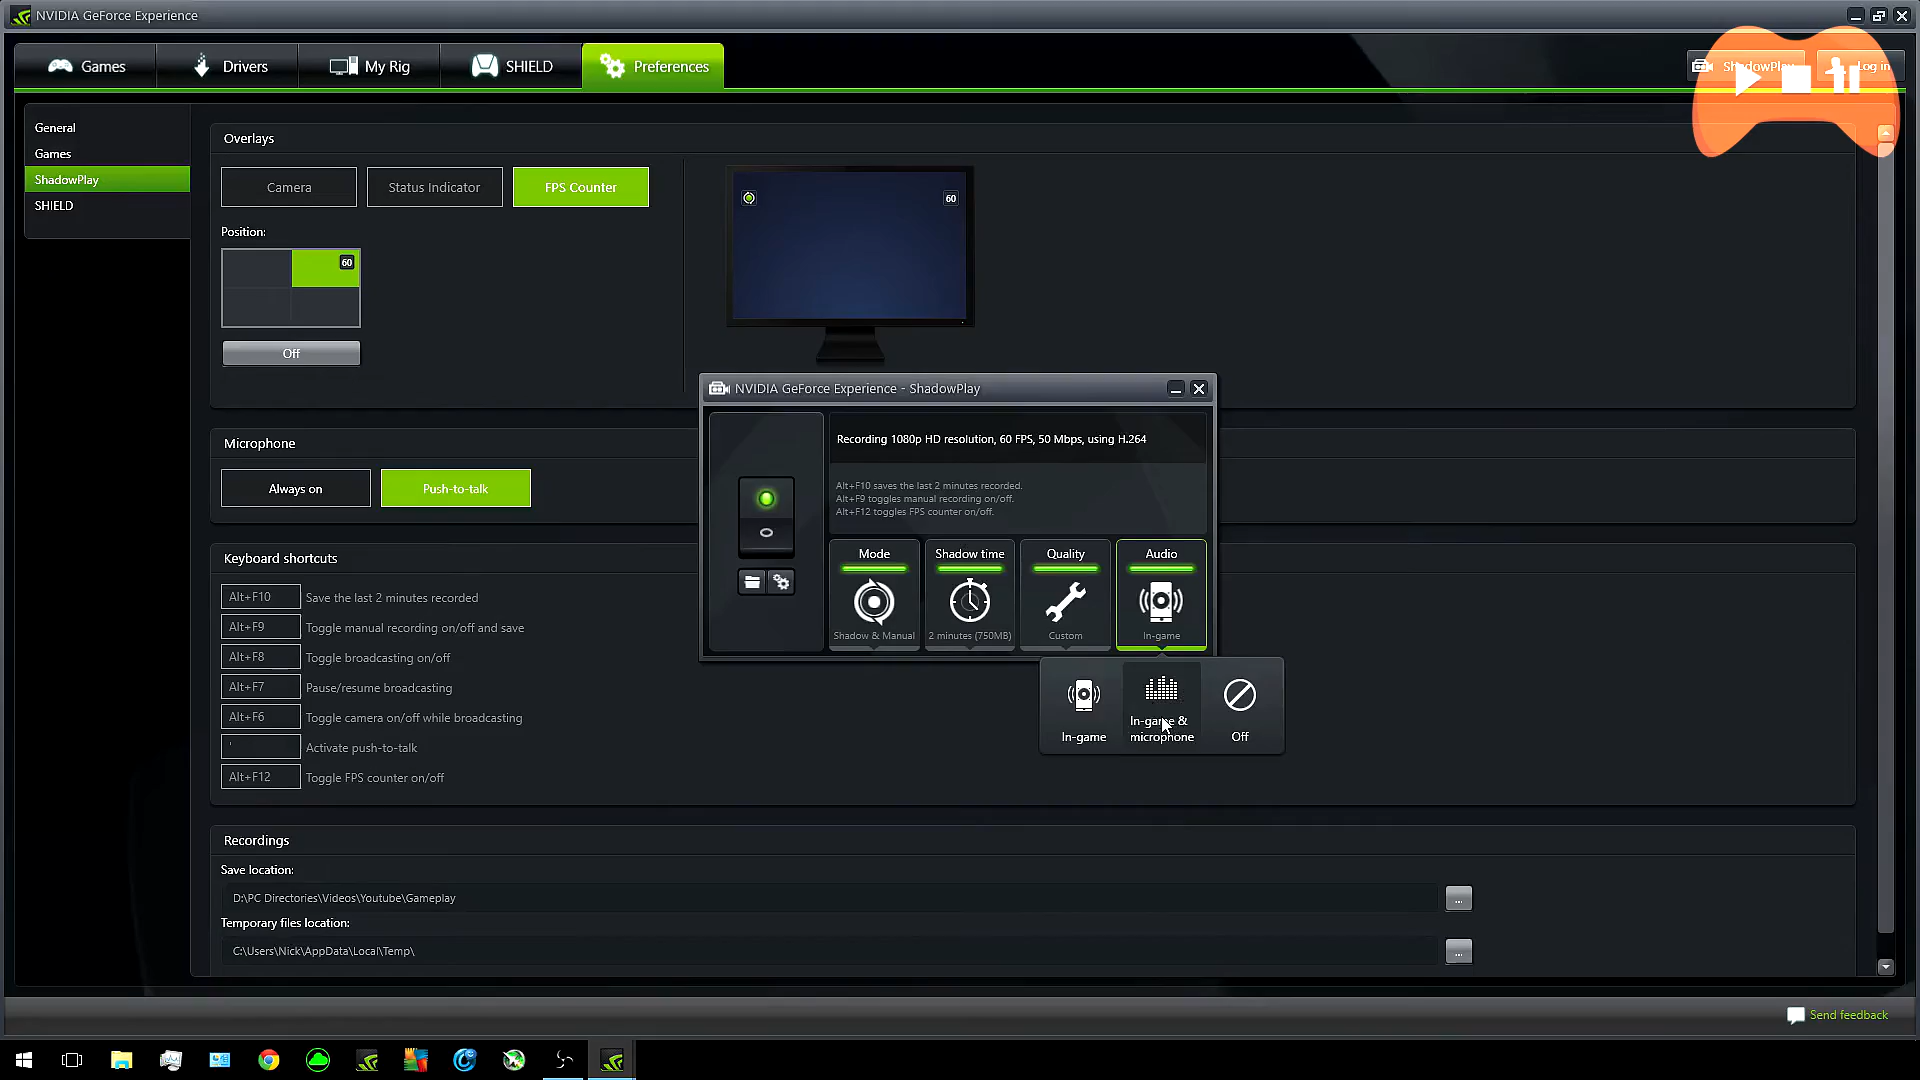 NVIDIA GeForce Experience
Games
Drivers
My Rig
SHIELD
Preferences
ShadowPlay
Log in
General
Games
ShadowPlay
SHIELD
Overlays
Camera
Status Indicator
FPS Counter
Position:
60
Off
60
Microphone
Always on
Push-to-talk
Keyboard shortcuts
Alt+F10 Save the last 2 minutes recorded
Alt+F9 Toggle manual recording on/off and save
Alt+F8 Toggle broadcasting on/off
Alt+F7 Pause/resume broadcasting
Alt+F6 Toggle camera on/off while broadcasting
' Activate push-to-talk
Alt+F12 Toggle FPS counter on/off
NVIDIA GeForce Experience - ShadowPlay
Recording 1080p HD resolution, 60 FPS, 50 Mbps, using H.264
Alt+F10 saves the last 2 minutes recorded.
Alt+F9 toggles manual recording on/off.
Alt+F12 toggles FPS counter on/off.
Mode
Shadow & Manual
Shadow time
2 minutes (750MB)
Quality
Custom
Audio
In-game
In-game
In-game &
microphone
Off
Recordings
Save location:
D:\PC Directories\Videos\Youtube\Gameplay
...
Temporary files location:
C:\Users\Nick\AppData\Local\Temp\
...
Send feedback